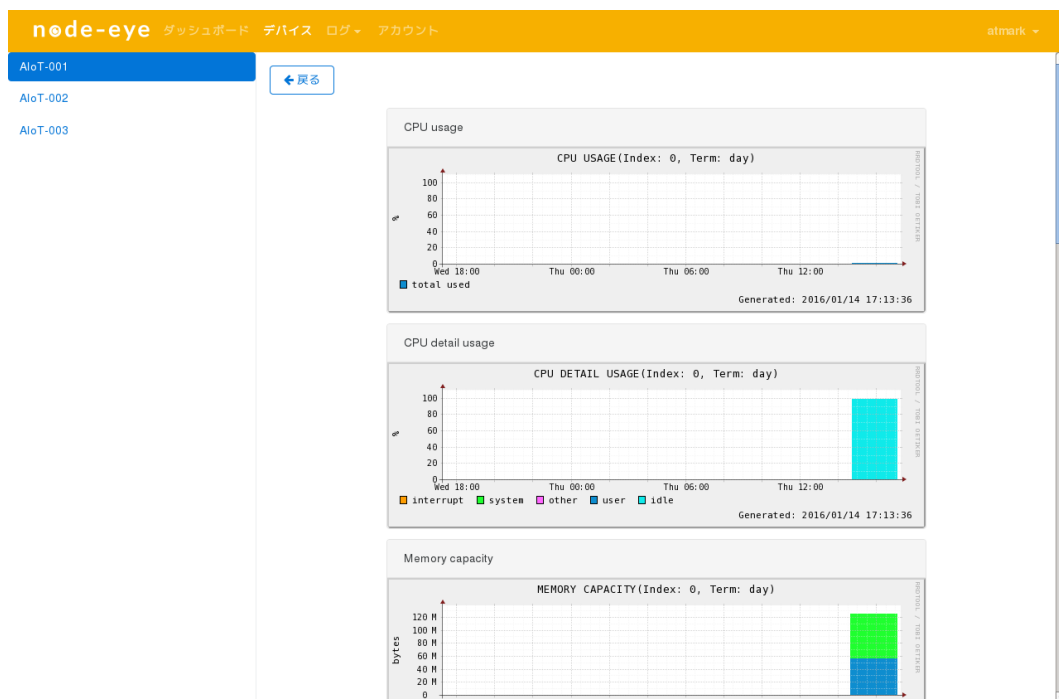 node-eye ダッシュボード デバイス ログ アカウント atmark
AIoT-001
AIoT-002
AIoT-003
戻る
CPU usage
CPU USAGE(Index: 0, Term: day)
RRDTOOL / TOBI OETIKER
%
100
80
60
40
20
0
Wed 18:00 Thu 00:00 Thu 06:00 Thu 12:00
total used
Generated: 2016/01/14 17:13:36
CPU detail usage
CPU DETAIL USAGE(Index: 0, Term: day)
RRDTOOL / TOBI OETIKER
%
100
80
60
40
20
0
Wed 18:00 Thu 00:00 Thu 06:00 Thu 12:00
interrupt system other user idle
Generated: 2016/01/14 17:13:36
Memory capacity
MEMORY CAPACITY(Index: 0, Term: day)
RRDTOOL / TOBI OETIKER
bytes
120 M
100 M
80 M
60 M
40 M
20 M
0